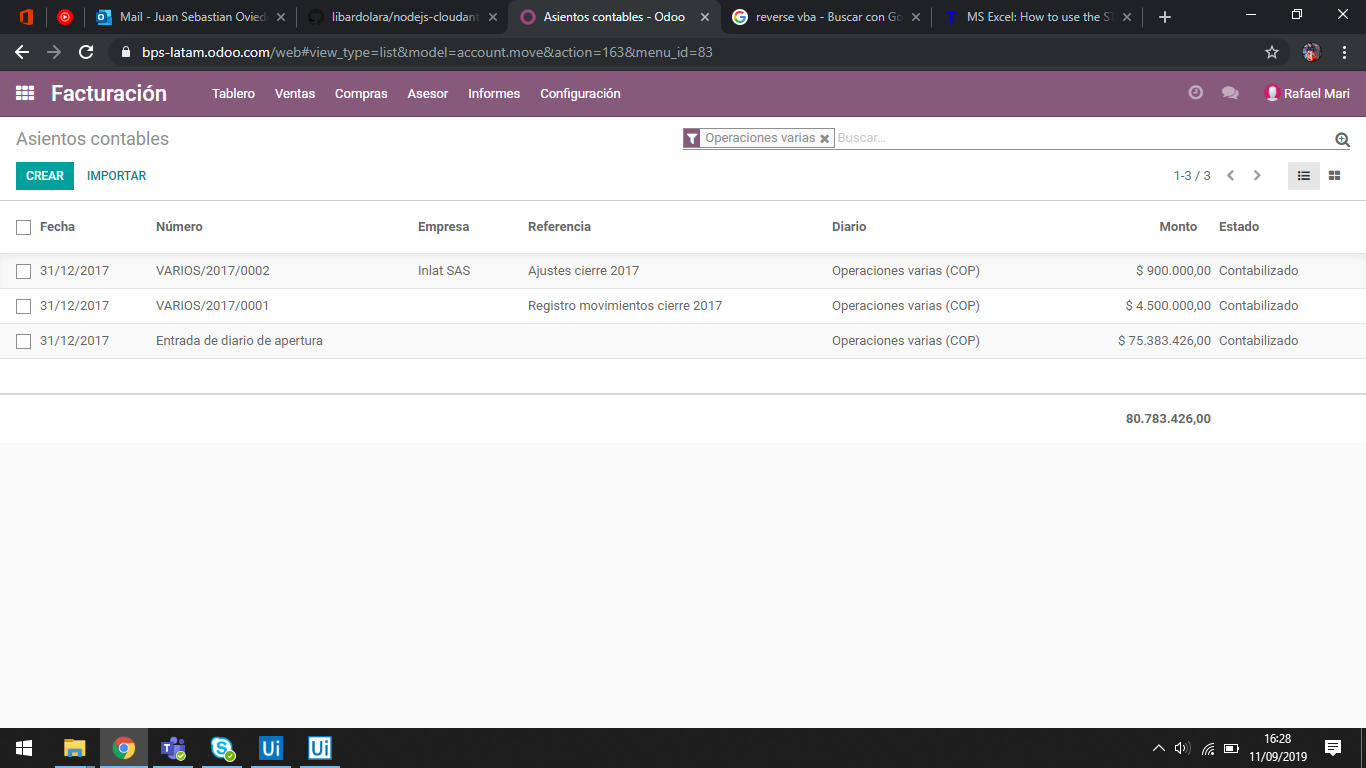 Mail - Juan Sebastian Ovied
libardolara/nodejs-cloudant
Asientos contables - Odoo
reverse vba - Buscar con Go
MS Excel: How to use the ST
bps-latam.odoo.com/web#view_type=list&model=account.move&action=163&menu_id=83
Facturación Tablero Ventas Compras Asesor Informes Configuración Rafael Mari
Asientos contables Operaciones varias Buscar...
CREAR IMPORTAR 1-3 / 3
Fecha Número Empresa Referencia Diario Monto Estado
31/12/2017 VARIOS/2017/0002 Inlat SAS Ajustes cierre 2017 Operaciones varias (COP) $ 900.000,00 Contabilizado
31/12/2017 VARIOS/2017/0001 Registro movimientos cierre 2017 Operaciones varias (COP) $ 4.500.000,00 Contabilizado
31/12/2017 Entrada de diario de apertura Operaciones varias (COP) $ 75.383.426,00 Contabilizado
80.783.426,00
Ui Ui
16:28
11/09/2019